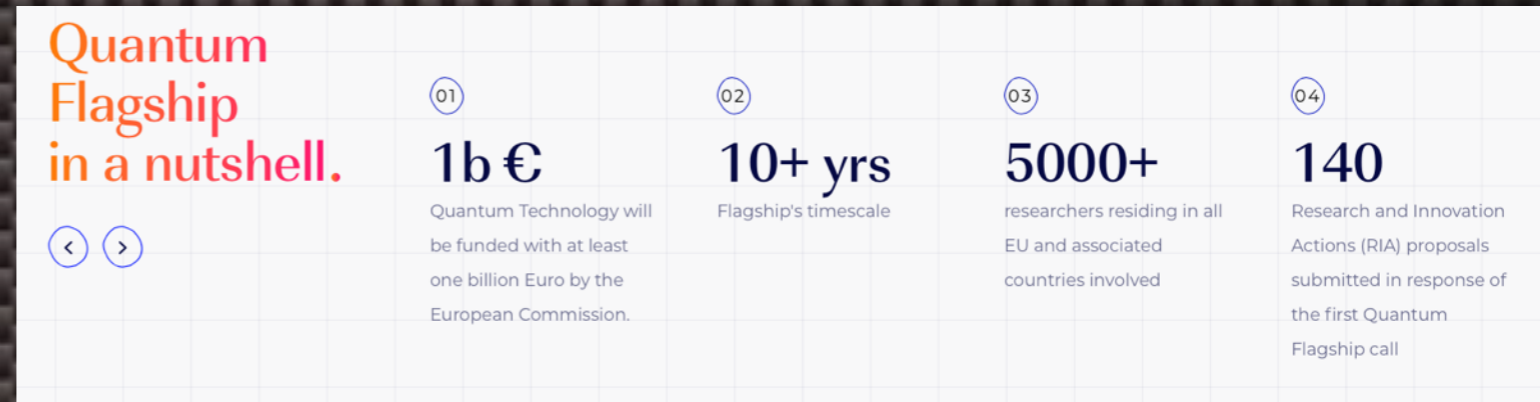 Quantum
Flagship
in a nutshell.
01
1b €
Quantum Technology will
be funded with at least
one billion Euro by the
European Commission.
02
10+ yrs
Flagship's timescale
03
5000+
researchers residing in all
EU and associated
countries involved
04
140
Research and Innovation
Actions (RIA) proposals
submitted in response of
the first Quantum
Flagship call